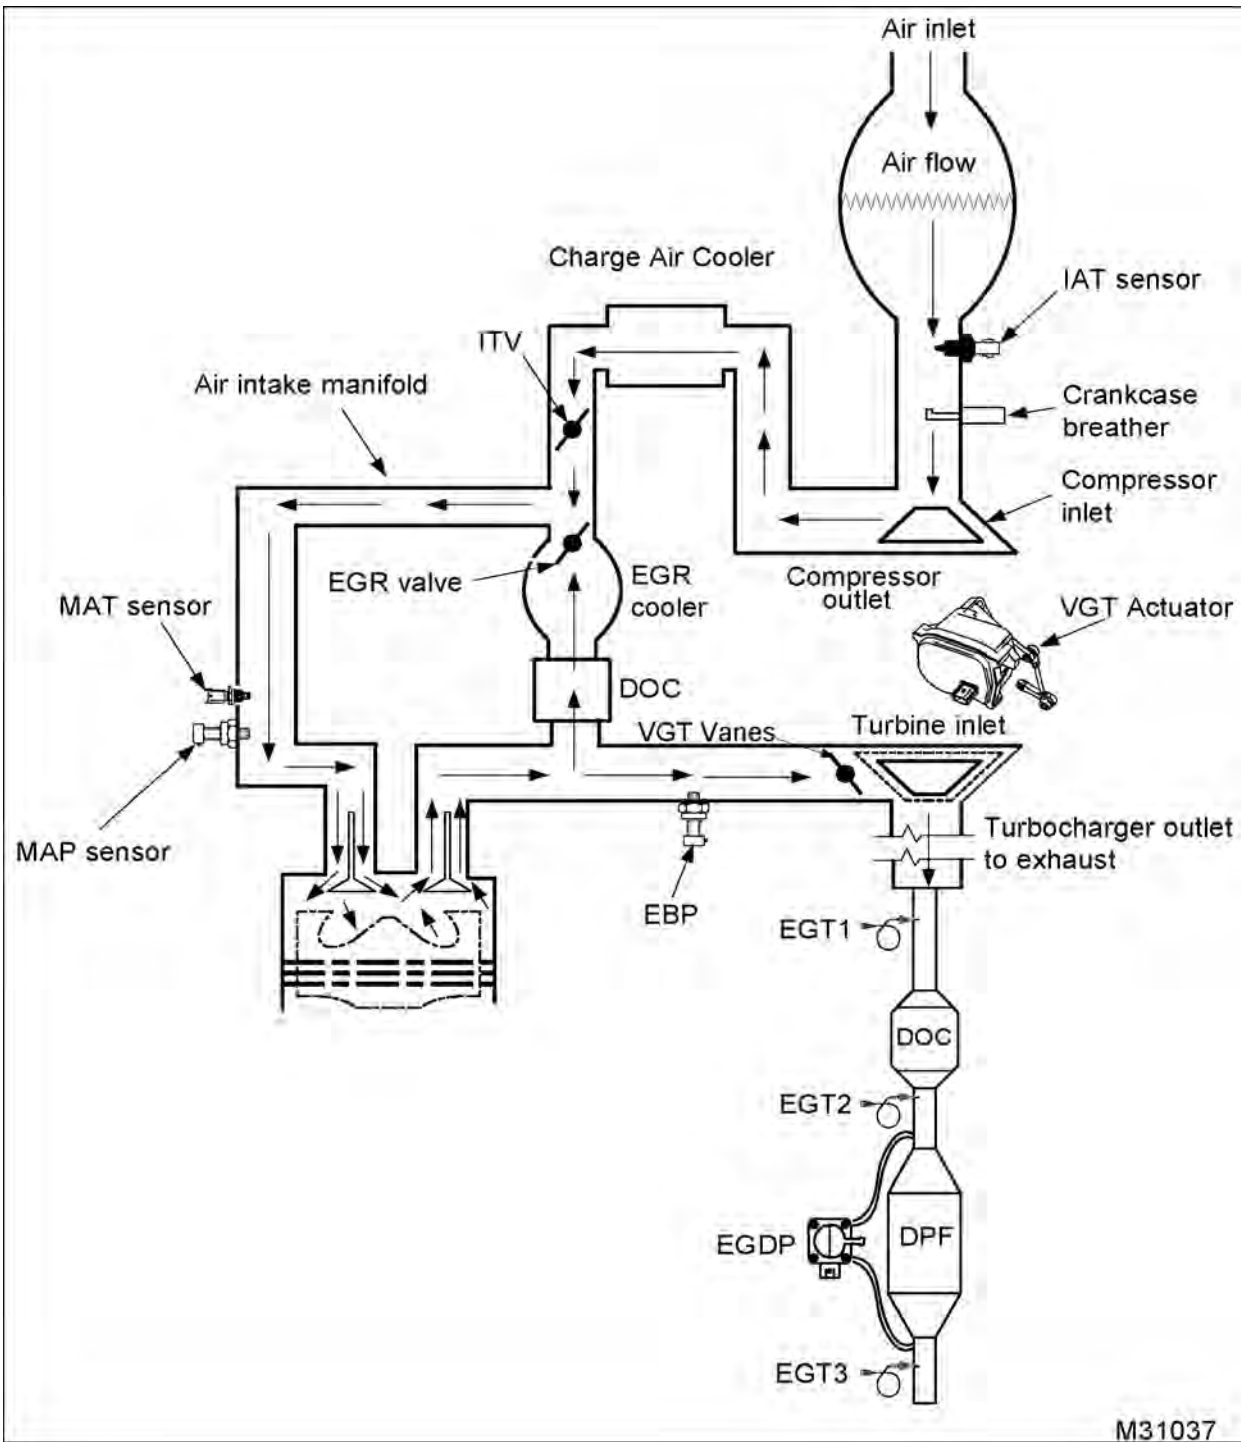 Air inlet
Air flow
Charge Air Cooler
IAT sensor
ITV
Air intake manifold
Crankcase
breather
Compressor
inlet
EGR valve
EGR
cooler
Compressor
outlet
MAT sensor
VGT Actuator
DOC
VGT Vanes
Turbine inlet
MAP sensor
Turbocharger outlet
to exhaust
EBP
EGT1
DOC
EGT2
EGDP
DPF
EGT3
M31037